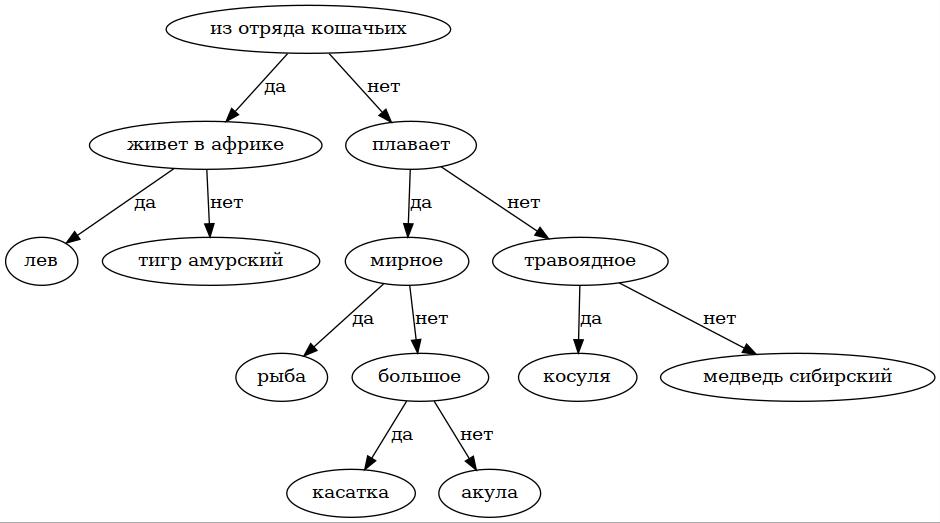 из отряда кошачьих
да
нет
живет в африке
плавает
да
нет
да
нет
лев
тигр амурский
мирное
травоядное
да
нет
да
нет
рыба
большое
косуля
медведь сибирский
да
нет
касатка
акула